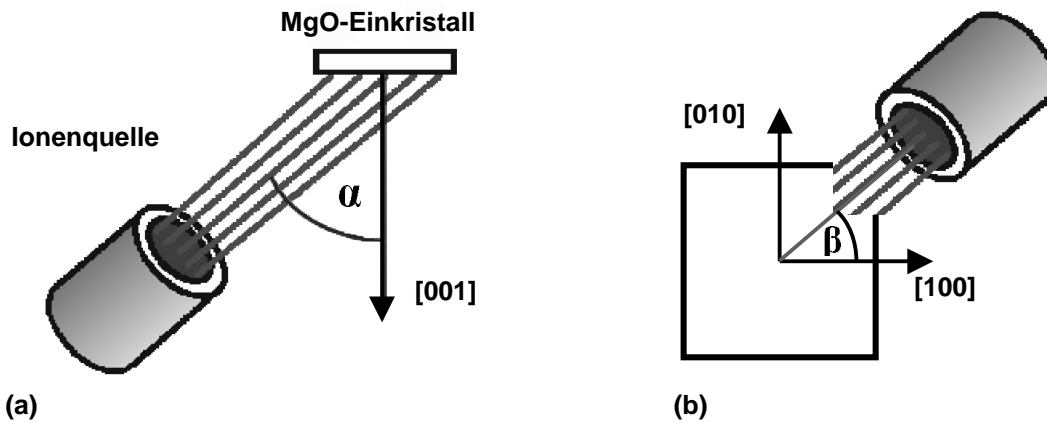 MgO-Einkristall
Ionenquelle
α
[001]
(a)
[010]
β
[100]
(b)